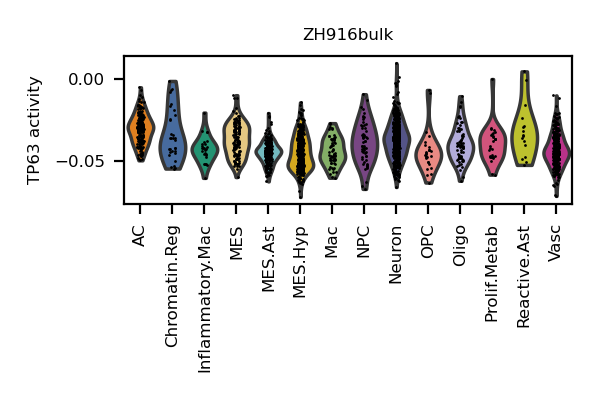 ZH916bulk
TP63 activity
0.00
−0.05
AC
Chromatin.Reg
Inflammatory.Mac
MES
MES.Ast
MES.Hyp
Mac
NPC
Neuron
OPC
Oligo
Prolif.Metab
Reactive.Ast
Vasc